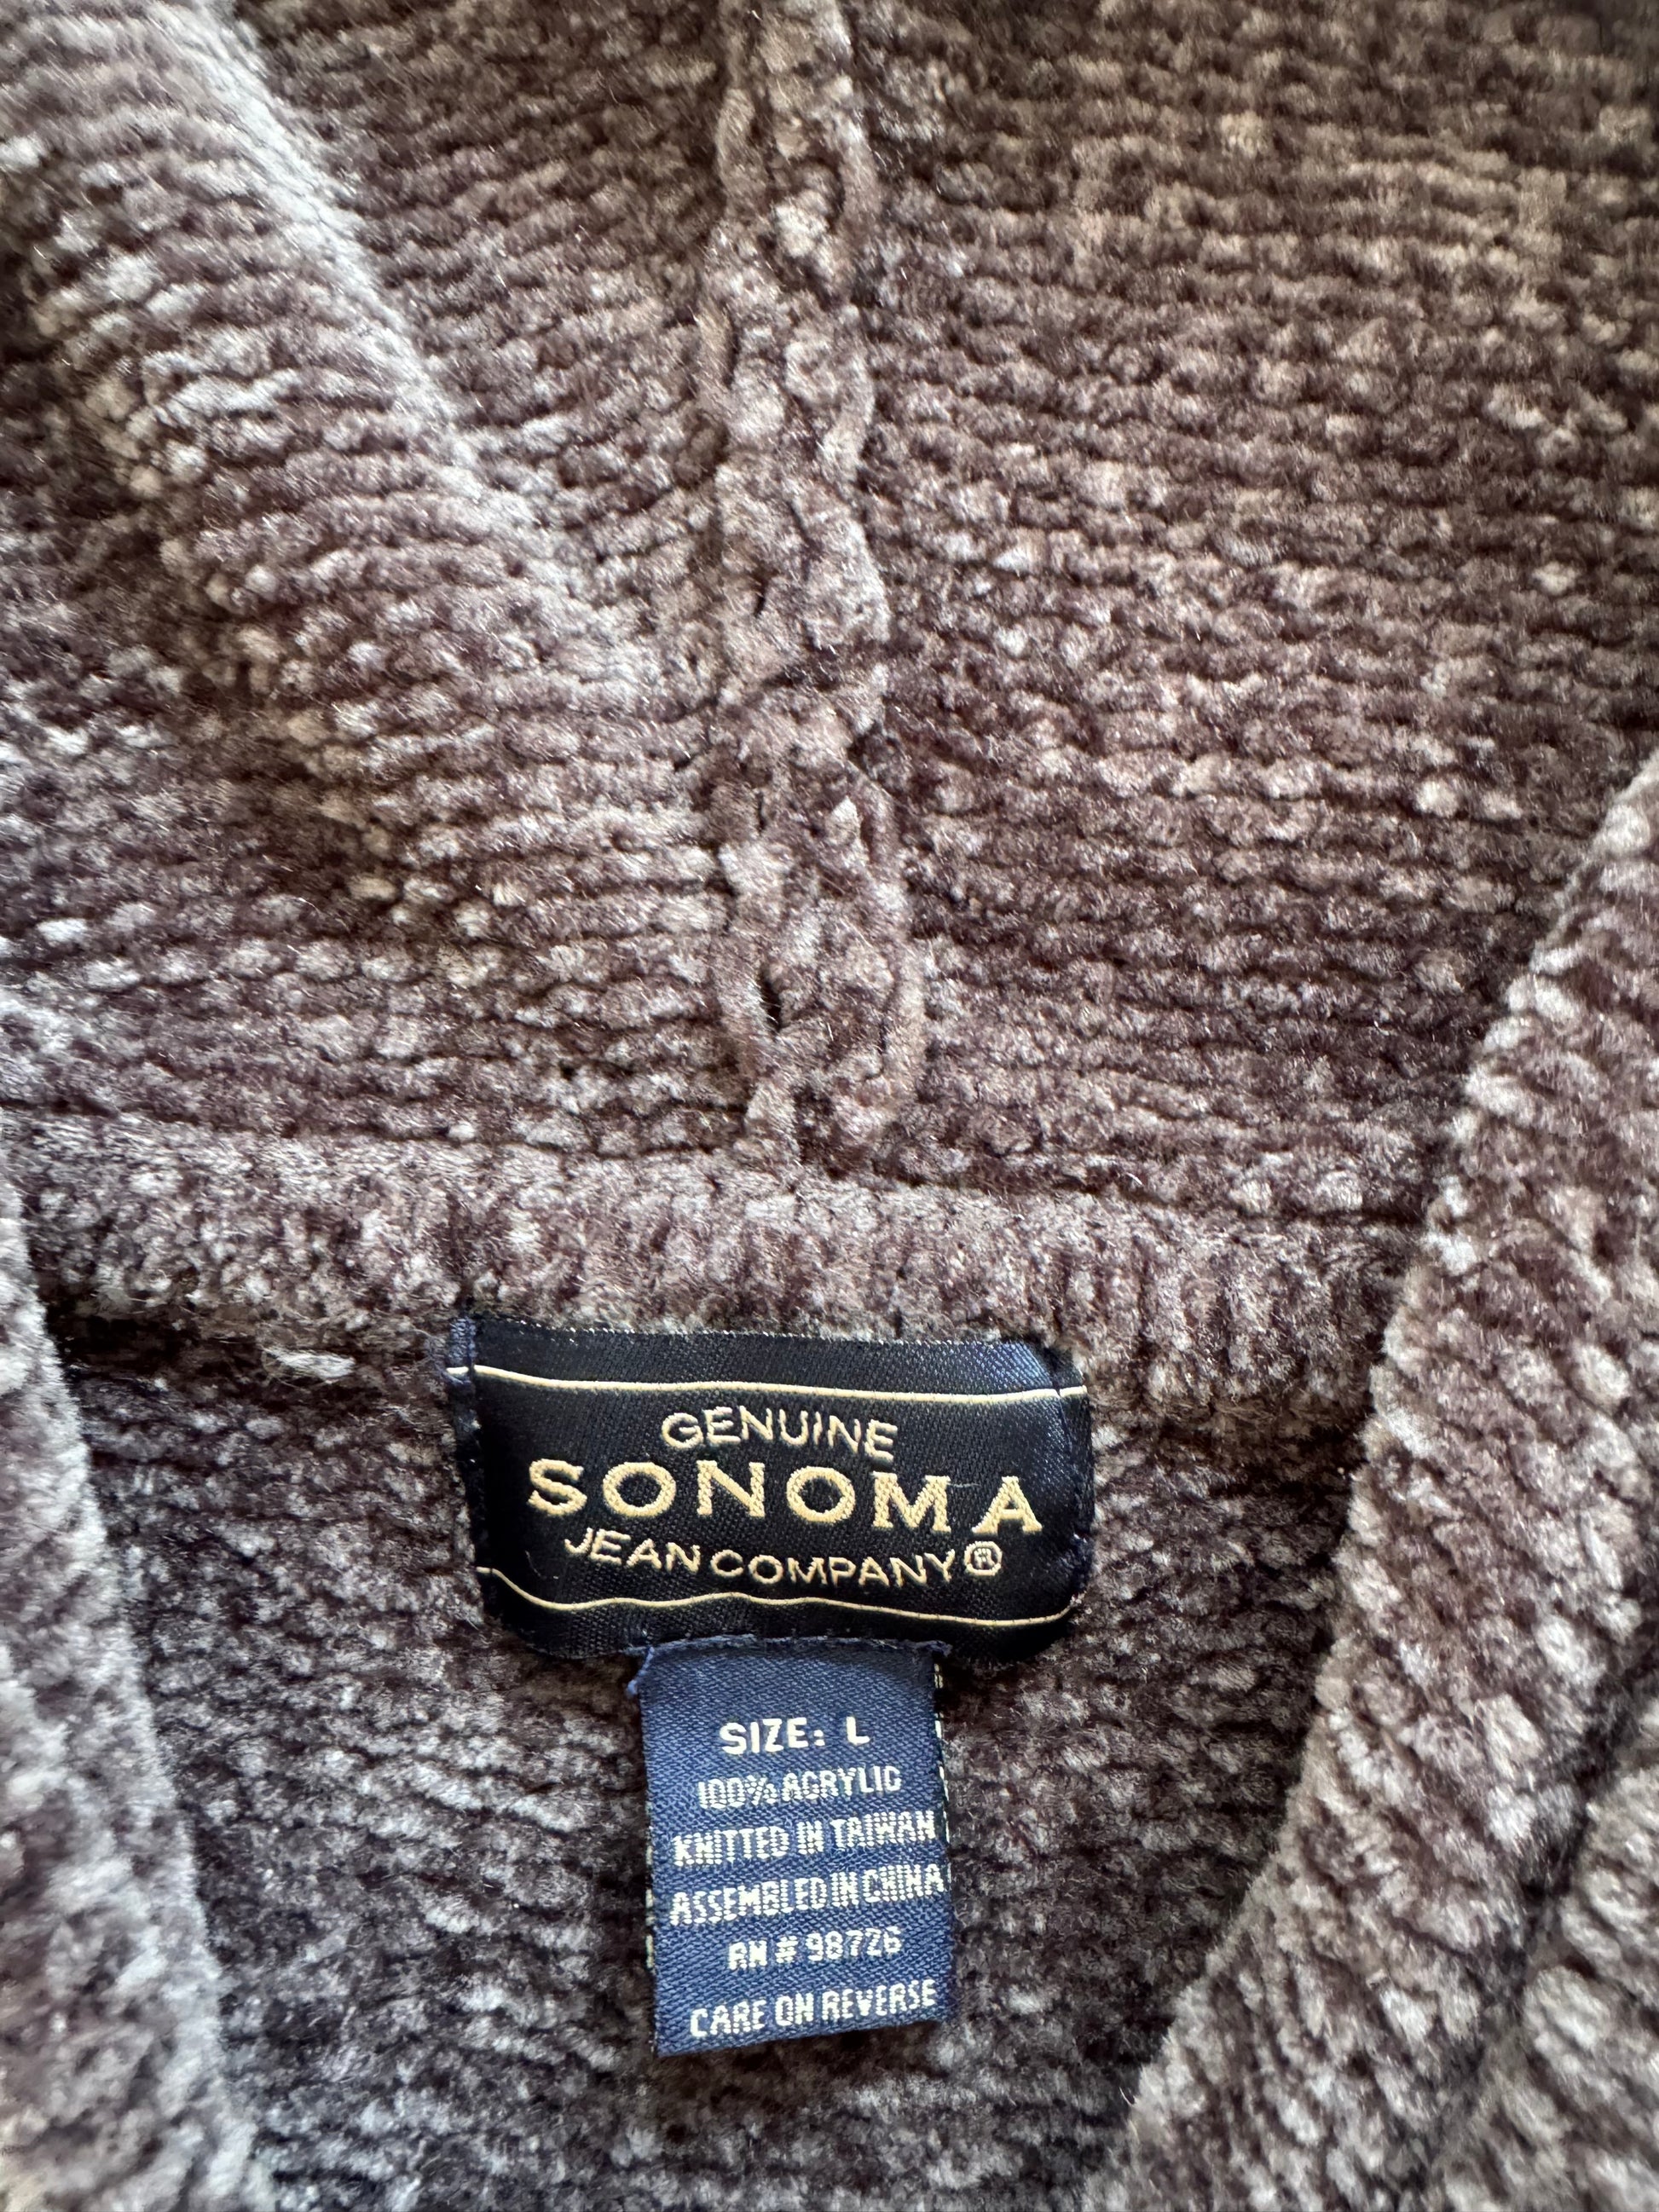 GENUINE
SONOMA
JEAN COMPANY®
SIZE: L
100% ACRYLIC
KNITTED IN TAIWAN
ASSEMBLED IN CHINA
RN # 98726
CARE ON REVERSE